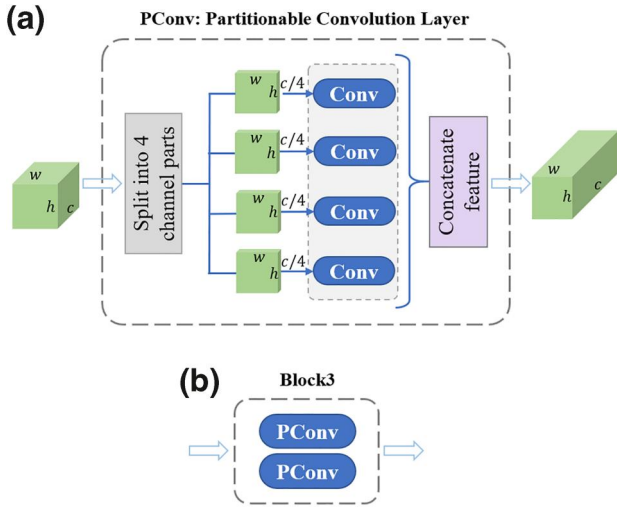 (a)
PConv: Partitionable Convolution Layer
w
h
c
Split into 4
channel parts
w
h
c/4
Conv
w
h
c/4
Conv
w
h
c/4
Conv
w
h
c/4
Conv
Concatenate
feature
w
h
c
(b)
Block3
PConv
PConv